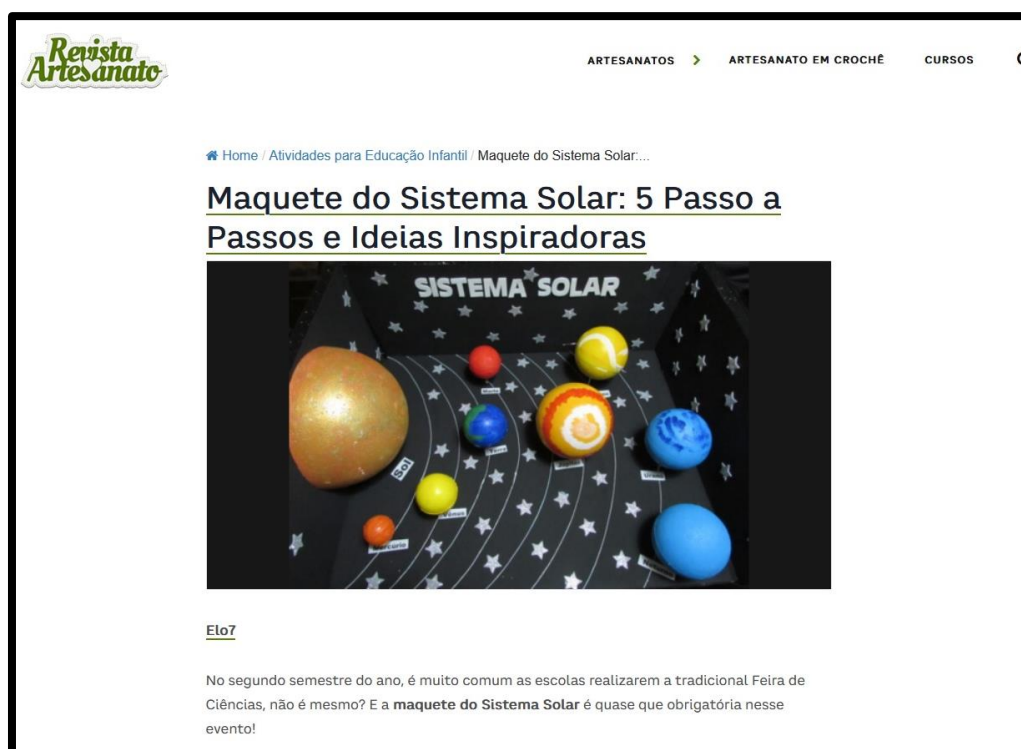 Revista
Artesanato
ARTESANATOS
ARTESANATO EM CROCHÊ
CURSOS
Home / Atividades para Educação Infantil / Maquete do Sistema Solar:...
Maquete do Sistema Solar: 5 Passo a
Passos e Ideias Inspiradoras
SISTEMA SOLAR
Sol
Mercúrio
Elo7
No segundo semestre do ano, é muito comum as escolas realizarem a tradicional Feira de
Ciências, não é mesmo? E a maquete do Sistema Solar é quase que obrigatória nesse
evento!